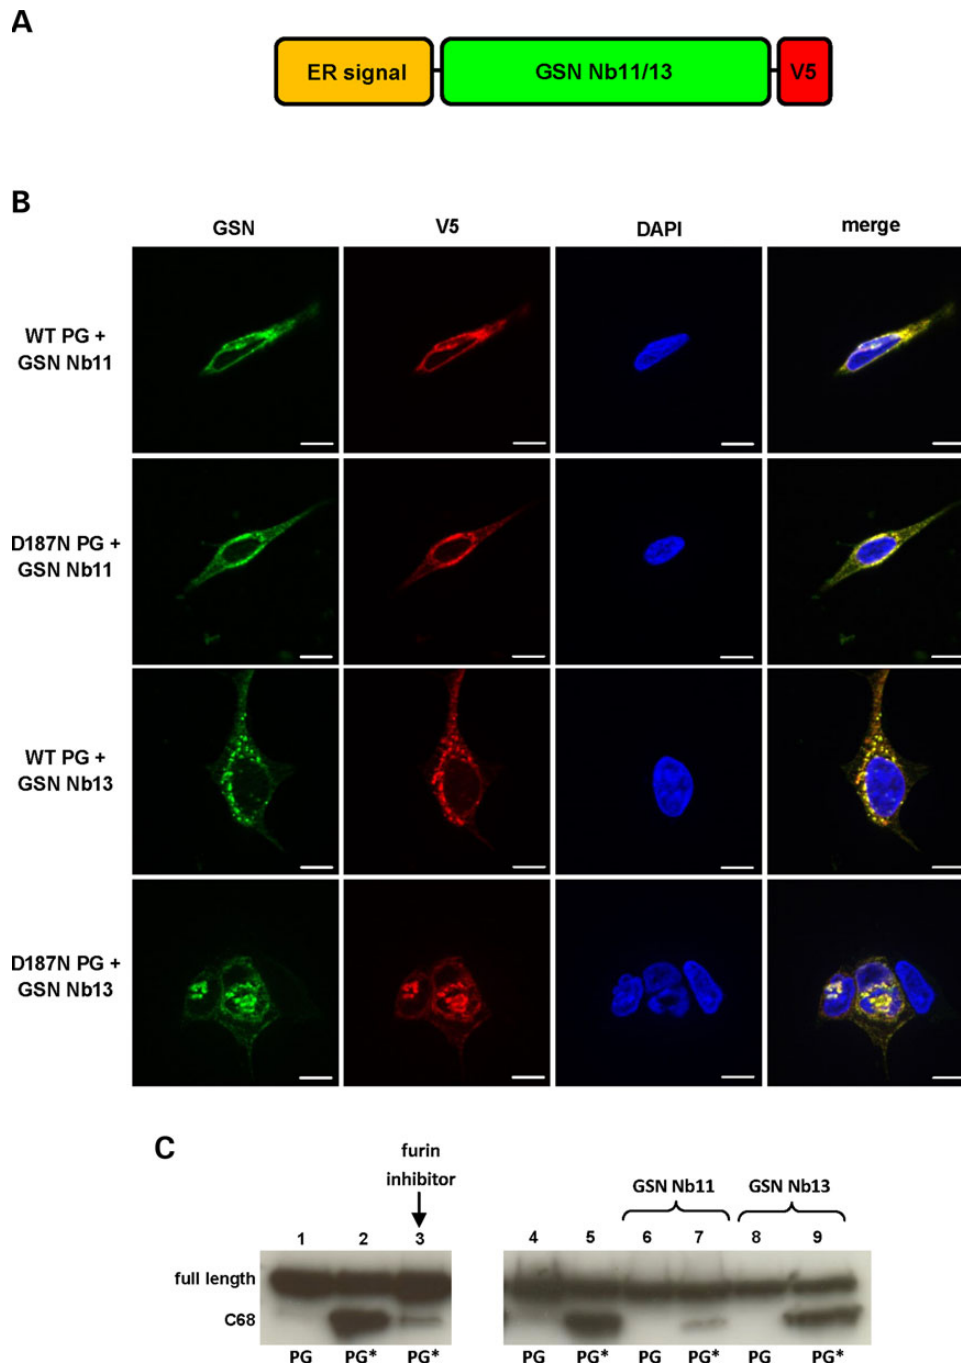 A
ER signal GSN Nb11/13 V5
B
GSN V5 DAPI merge
WT PG +
GSN Nb11
D187N PG +
GSN Nb11
WT PG +
GSN Nb13
D187N PG +
GSN Nb13
C
furin
inhibitor
GSN Nb11 GSN Nb13
1 2 3 4 5 6 7 8 9
full length
C68
PG PG* PG* PG PG* PG PG* PG PG*